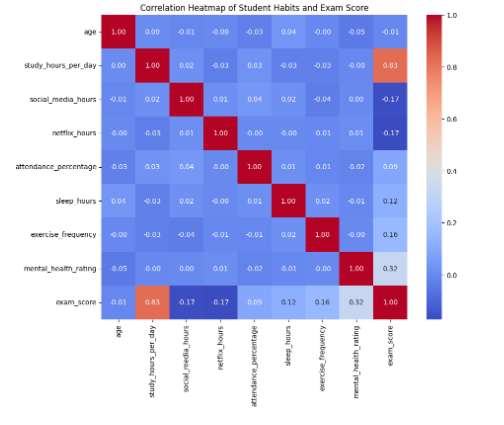 Correlation Heatmap of Student Habits and Exam Score
age 1.00 0.00 -0.01 -0.00 -0.03 0.04 -0.00 -0.05 -0.01
study_hours_per_day 0.00 1.00 0.02 -0.03 0.03 -0.03 -0.03 -0.00 0.83
social_media_hours -0.01 0.02 1.00 0.01 0.04 0.02 -0.04 0.00 -0.17
netflix_hours -0.00 -0.03 0.01 1.00 -0.00 -0.00 -0.01 0.01 -0.17
attendance_percentage -0.03 0.03 0.04 -0.00 1.00 0.01 -0.01 -0.02 0.09
sleep_hours 0.04 -0.03 0.02 -0.00 0.01 1.00 0.02 -0.01 0.12
exercise_frequency -0.00 -0.03 -0.04 -0.01 -0.01 0.02 1.00 -0.00 0.16
mental_health_rating -0.05 -0.00 0.00 0.01 -0.02 -0.01 -0.00 1.00 0.32
exam_score -0.01 0.83 -0.17 -0.17 0.09 0.12 0.16 0.32 1.00
age
study_hours_per_day
social_media_hours
netflix_hours
attendance_percentage
sleep_hours
exercise_frequency
mental_health_rating
exam_score
1.0
0.8
0.6
0.4
0.2
0.0